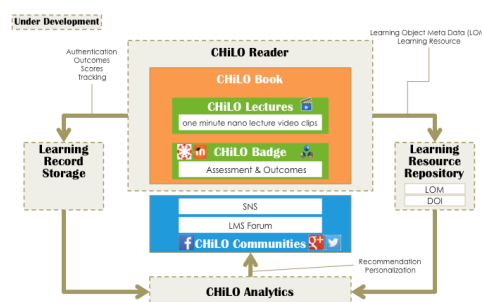 Under Development
Authentication
Outcomes
Scores
Tracking
Learning Object Meta Data (LOM
Learning Resource
CHiLO Reader
CHiLO Book
CHiLO Lectures
one minute nano lecture video clips
CHiLO Badge
Assessment & Outcomes
Learning
Record
Storage
Learning
Resource
Repository
LOM
DOI
SNS
LMS Forum
CHiLO Communities
Recommendation
Personalization
CHiLO Analytics